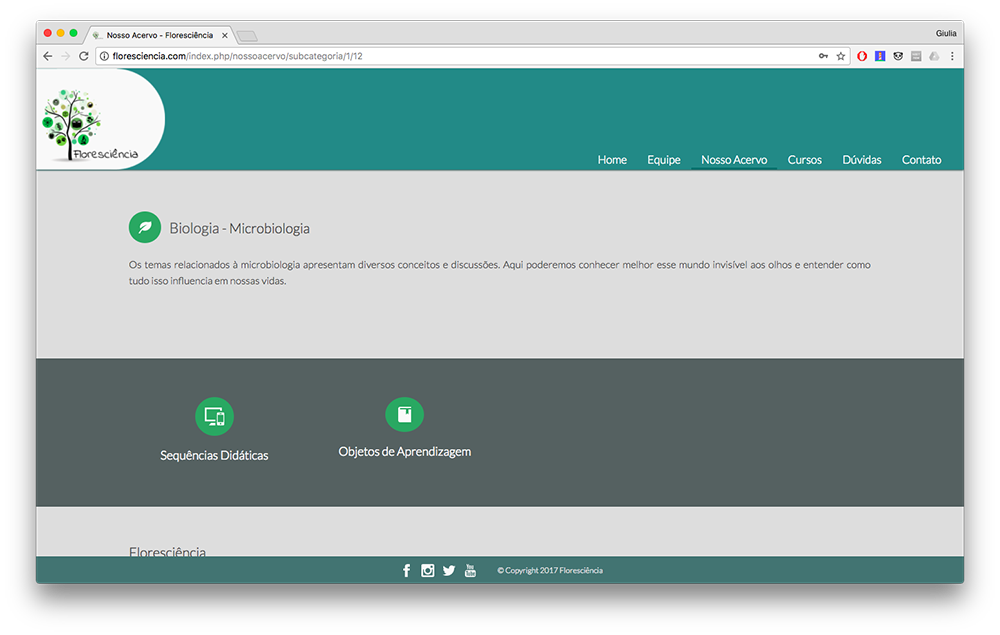 Nosso Acervo - Floresciência
Giulia
floresciencia.com/index.php/nossoacervo/subcategoria/1/12
Floresciência
Home Equipe Nosso Acervo Cursos Dúvidas Contato
Biologia - Microbiologia
Os temas relacionados à microbiologia apresentam diversos conceitos e discussões. Aqui poderemos conhecer melhor esse mundo invisível aos olhos e entender como
tudo isso influencia em nossas vidas.
Sequências Didáticas
Objetos de Aprendizagem
Floresciência
You Tube
© Copyright 2017 Floresciência